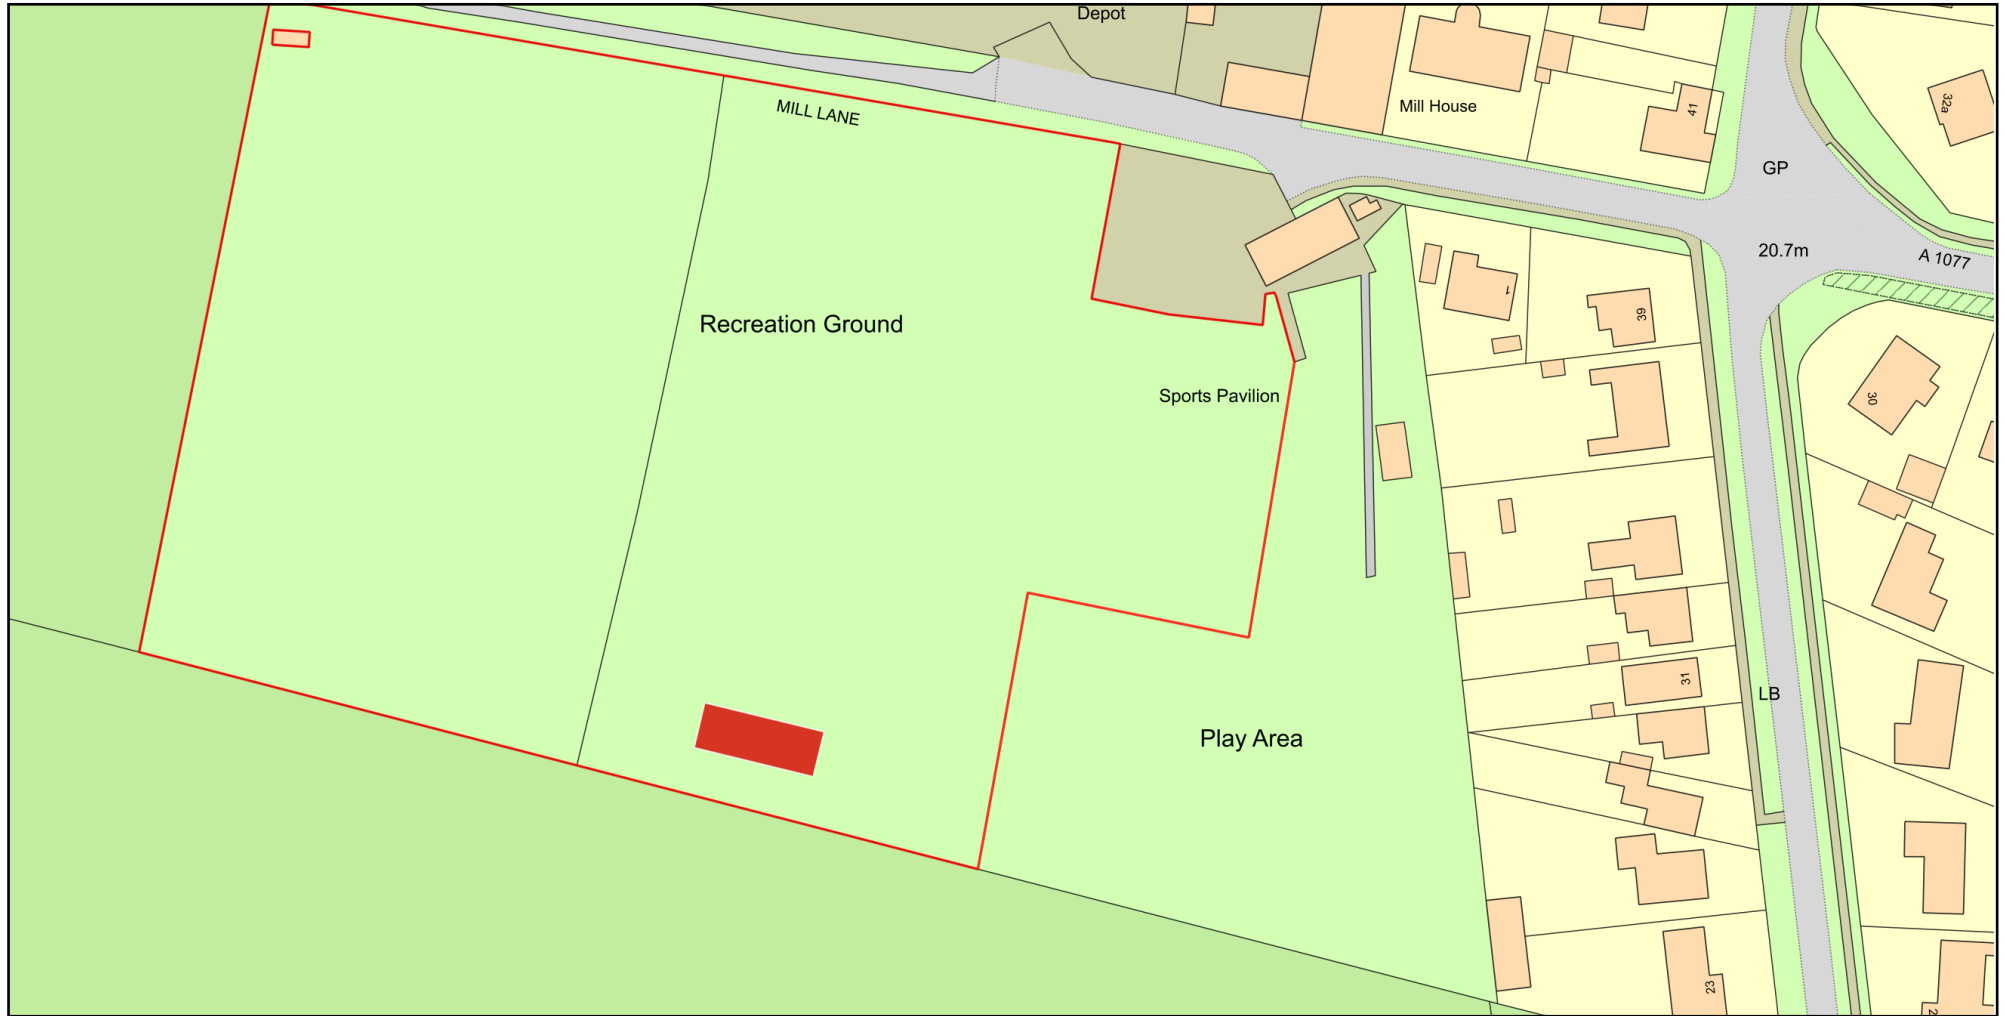 Depot
MILL LANE
Mill House
41
32a
GP
20.7m
A 1077
1
39
Recreation Ground
Sports Pavilion
30
31
LB
Play Area
23
2